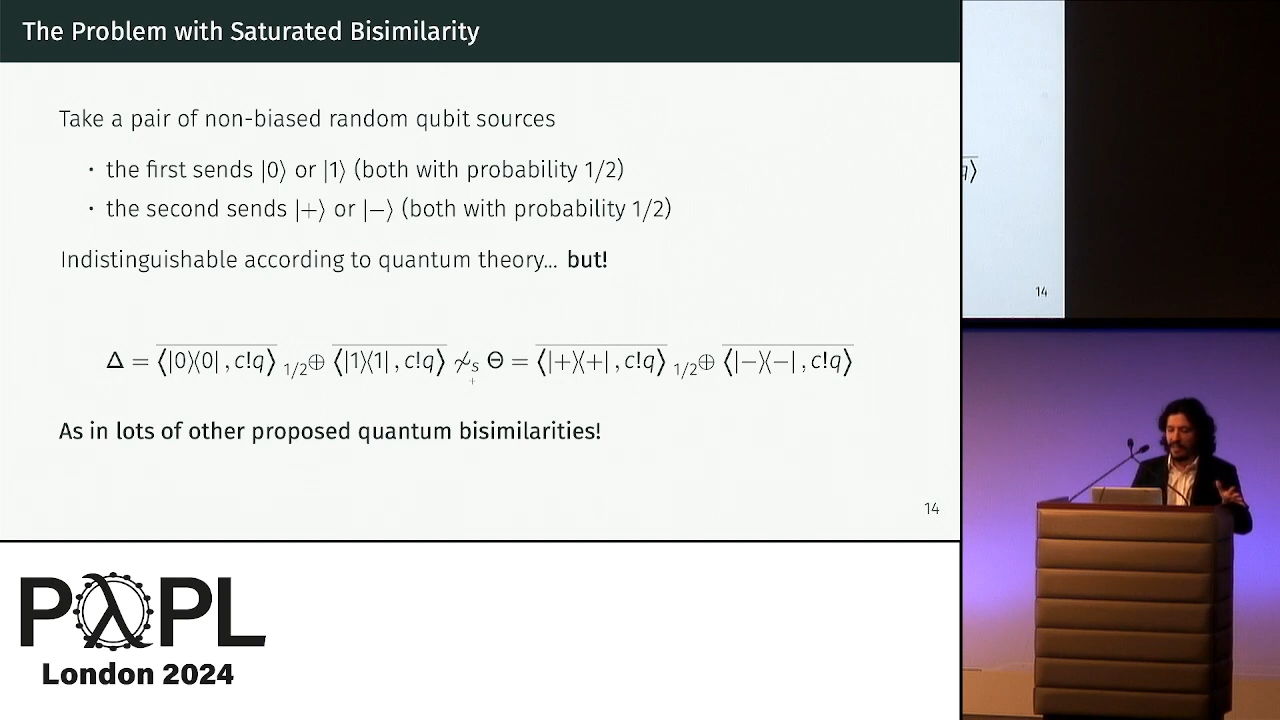 The Problem with Saturated Bisimilarity
Take a pair of non-biased random qubit sources
· the first sends |0⟩ or |1⟩ (both with probability 1/2)
· the second sends |+⟩ or |−⟩ (both with probability 1/2)
Indistinguishable according to quantum theory... but!
Δ = ⟨|0⟩⟨0| , c!q⟩ 1/2⊕ ⟨|1⟩⟨1| , c!q⟩ ≁s Θ = ⟨|+⟩⟨+| , c!q⟩ 1/2⊕ ⟨|−⟩⟨−| , c!q⟩
As in lots of other proposed quantum bisimilarities!
14
q⟩
14
PλPL
London 2024